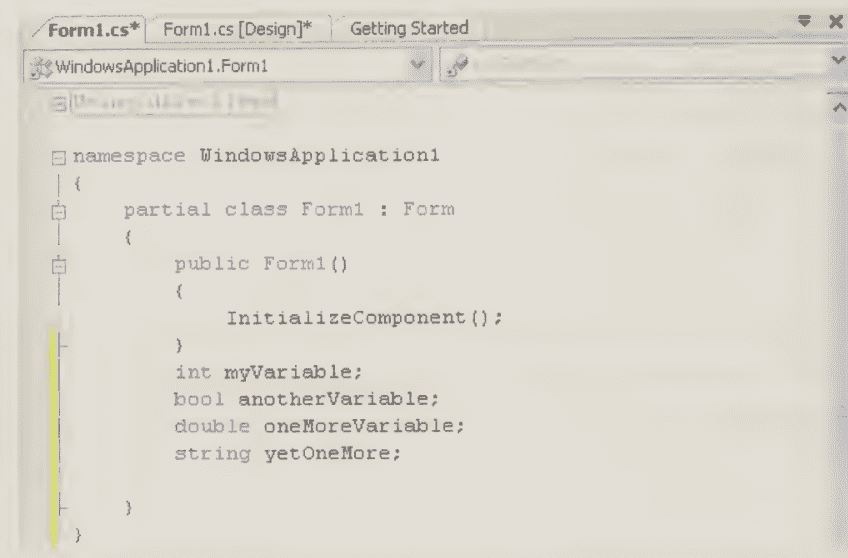 Form1.cs* Form1.cs [Design]* Getting Started
WindowsApplication1.Form1
namespace WindowsApplication1
{
partial class Form1 : Form
{
public Form1()
{
InitializeComponent();
}
int myVariable;
bool anotherVariable;
double oneMoreVariable;
string yetOneMore;
}
}